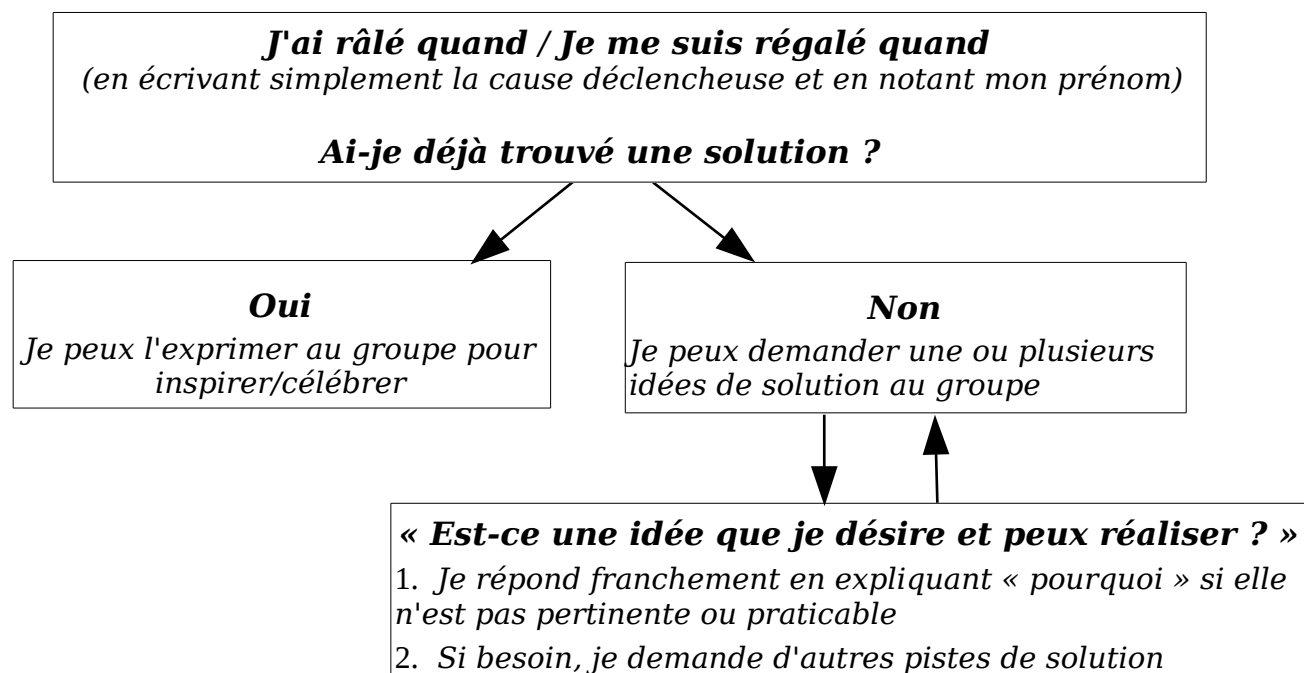 J'ai râlé quand / Je me suis régalé quand
(en écrivant simplement la cause déclencheuse et en notant mon prénom)
Ai-je déjà trouvé une solution ?
Oui
Je peux l'exprimer au groupe pour
inspirer/célébrer
Non
Je peux demander une ou plusieurs
idées de solution au groupe
« Est-ce une idée que je désire et peux réaliser ? »
1. Je répond franchement en expliquant « pourquoi » si elle
n'est pas pertinente ou praticable
2. Si besoin, je demande d'autres pistes de solution